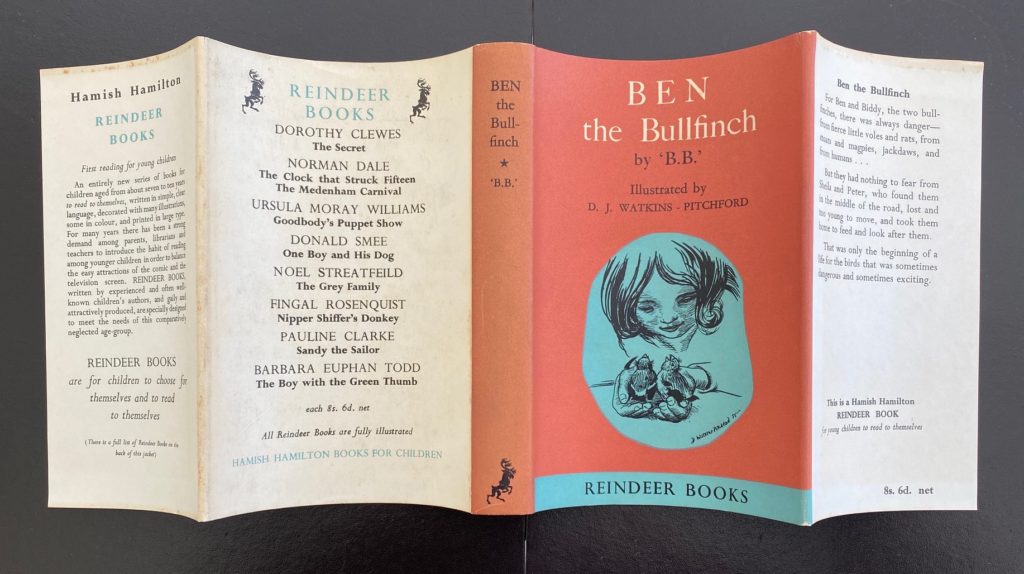 Hamish Hamilton
REINDEER
BOOKS
First reading for young children
An entirely new series of books for
children aged from about seven to ten years
to read to themselves, written in simple, clear
language, decorated with many illustrations,
some in colour, and printed in large type.
For many years there has been a strong
demand among parents, librarians and
teachers to introduce the habit of reading
among younger children in order to balance
the easy attractions of the comic and the
television screen. REINDEER BOOKS,
written by experienced and often well-
known children's authors, and gaily and
attractively produced, are specially designed
to meet the needs of this comparatively
neglected age-group.
REINDEER BOOKS
are for children to choose for
themselves and to read
to themselves
(There is a full list of Reindeer Books on the
back of this jacket)
REINDEER
BOOKS
DOROTHY CLEWES
The Secret
NORMAN DALE
The Clock that Struck Fifteen
The Medenham Carnival
URSULA MORAY WILLIAMS
Goodbody's Puppet Show
DONALD SMEE
One Boy and His Dog
NOEL STREATFEILD
The Grey Family
FINGAL ROSENQUIST
Nipper Shiffer's Donkey
PAULINE CLARKE
Sandy the Sailor
BARBARA EUPHAN TODD
The Boy with the Green Thumb
each 8s. 6d. net
All Reindeer Books are fully illustrated
HAMISH HAMILTON BOOKS FOR CHILDREN
BEN
the
Bull-
finch
★
'B.B.'
BEN
the Bullfinch
by 'B.B.'
Illustrated by
D. J. WATKINS-PITCHFORD
REINDEER BOOKS
Ben the Bullfinch
For Ben and Biddy, the two bull-
finches, there was always danger—
from fierce little voles and rats, from
stoats and magpies, jackdaws, and
from humans . . .
But they had nothing to fear from
Sheila and Peter, who found them
in the middle of the road, lost and
too young to move, and took them
home to feed and look after them.
That was only the beginning of a
life for the birds that was sometimes
dangerous and sometimes exciting.
This is a Hamish Hamilton
REINDEER BOOK
for young children to read to themselves
8s. 6d. net